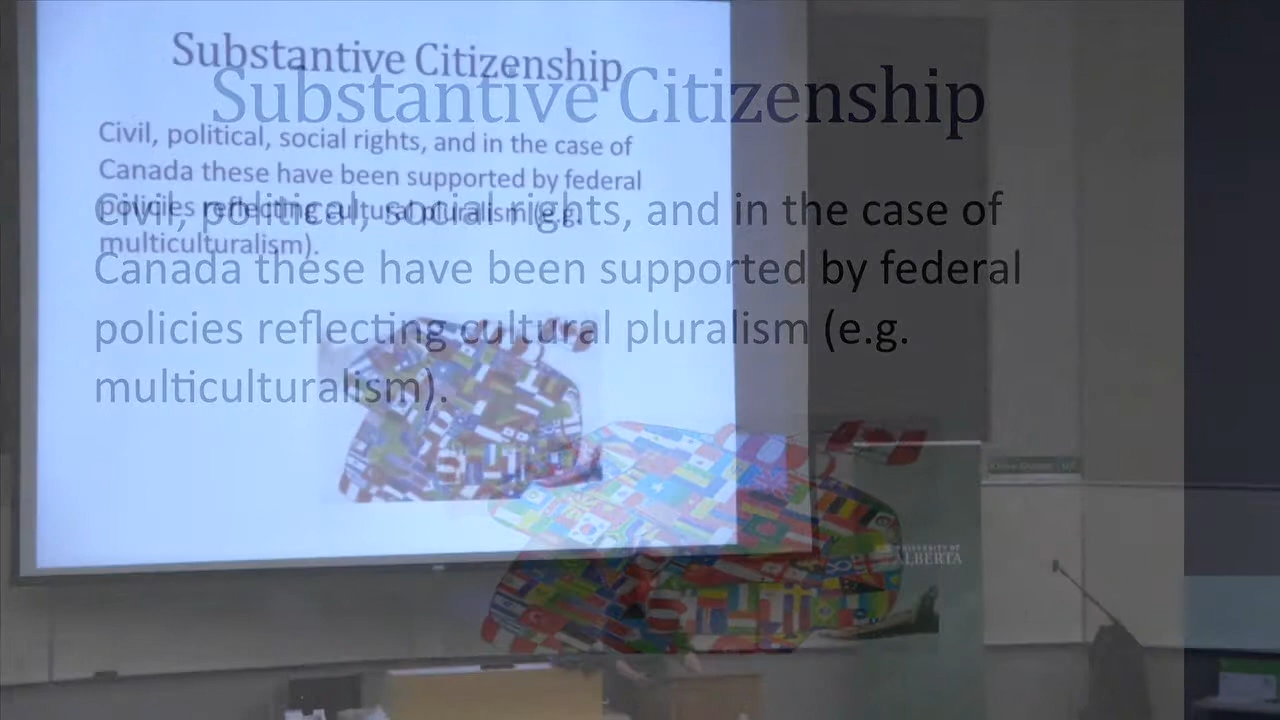 Substantive Citizenship
Civil, political, social rights, and in the case of
Canada these have been supported by federal
policies reflecting cultural pluralism (e.g.
multiculturalism).
Substantive Citizenship
Civil, political, social rights, and in the case of
Canada these have been supported by federal
policies reflecting cultural pluralism (e.g.
multiculturalism).
UNIVERSITY OF
ALBERTA